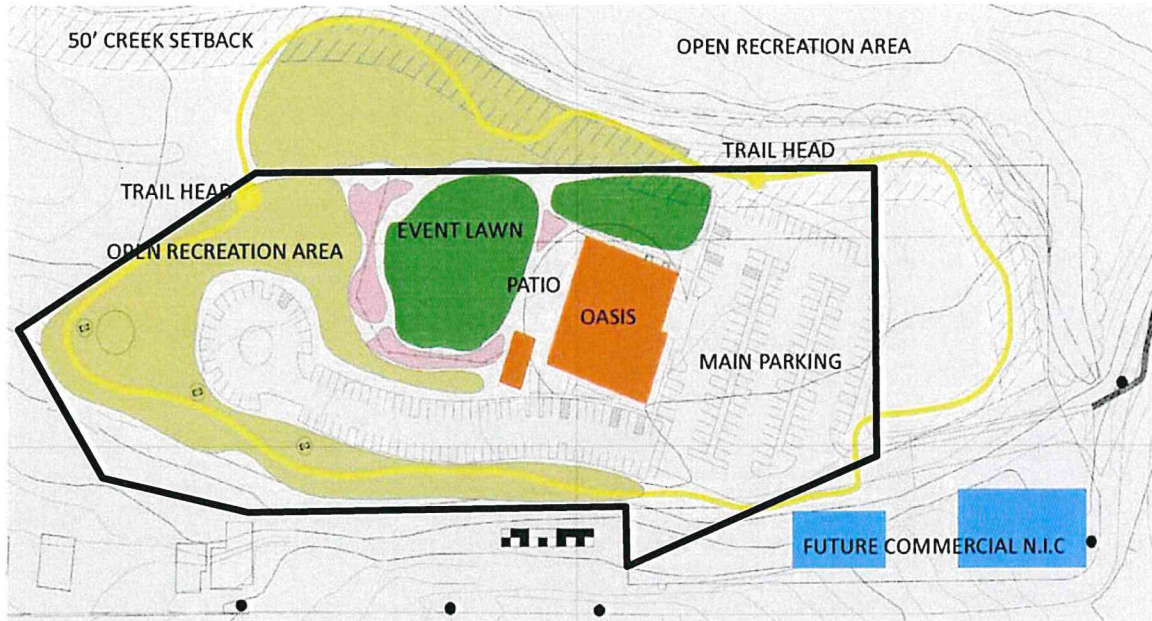 50' CREEK SETBACK
OPEN RECREATION AREA
TRAIL HEAD
TRAIL HEAD
OPEN RECREATION AREA
EVENT LAWN
PATIO
OASIS
MAIN PARKING
FUTURE COMMERCIAL N.I.C